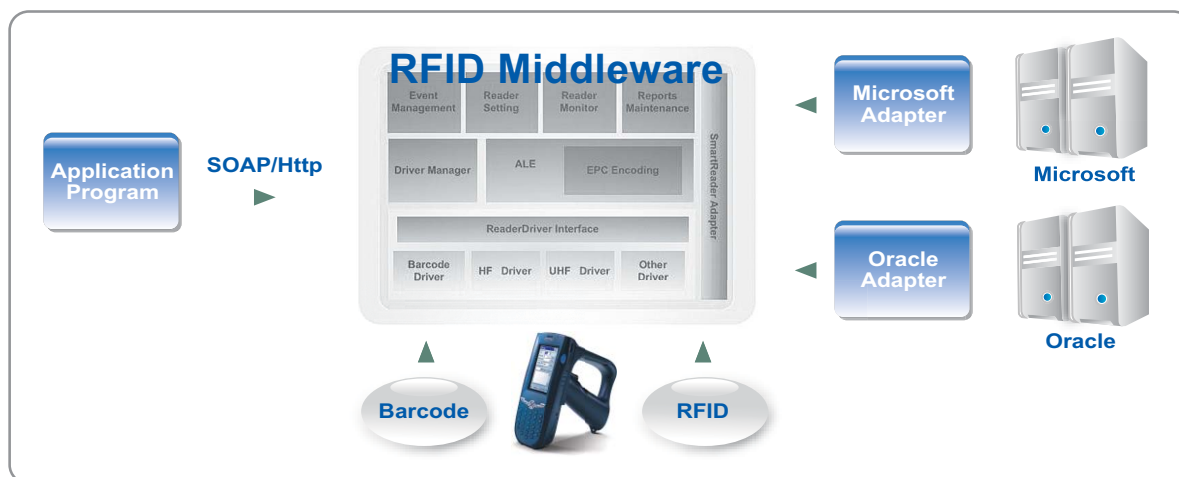 RFID Middleware
Event
Management
Reader
Setting
Reader
Monitor
Reports
Maintenance
SmartReader Adapter
Driver Manager
ALE
EPC Encoding
ReaderDriver Interface
Barcode
Driver
HF Driver
UHF Driver
Other
Driver
Application
Program
SOAP/Http
Microsoft
Adapter
Microsoft
Oracle
Adapter
Oracle
Barcode
RFID